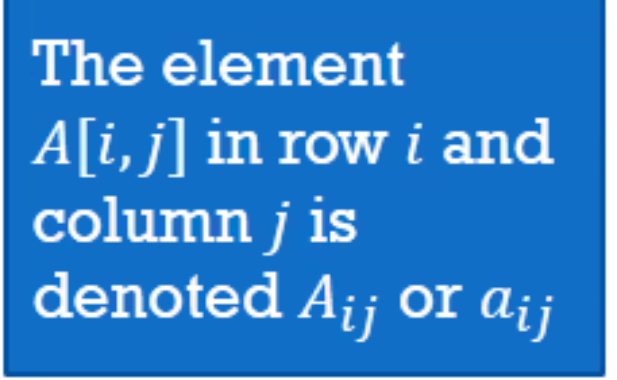 The element
A[i, j] in row i and
column j is
denoted A_{ij} or a_{ij}